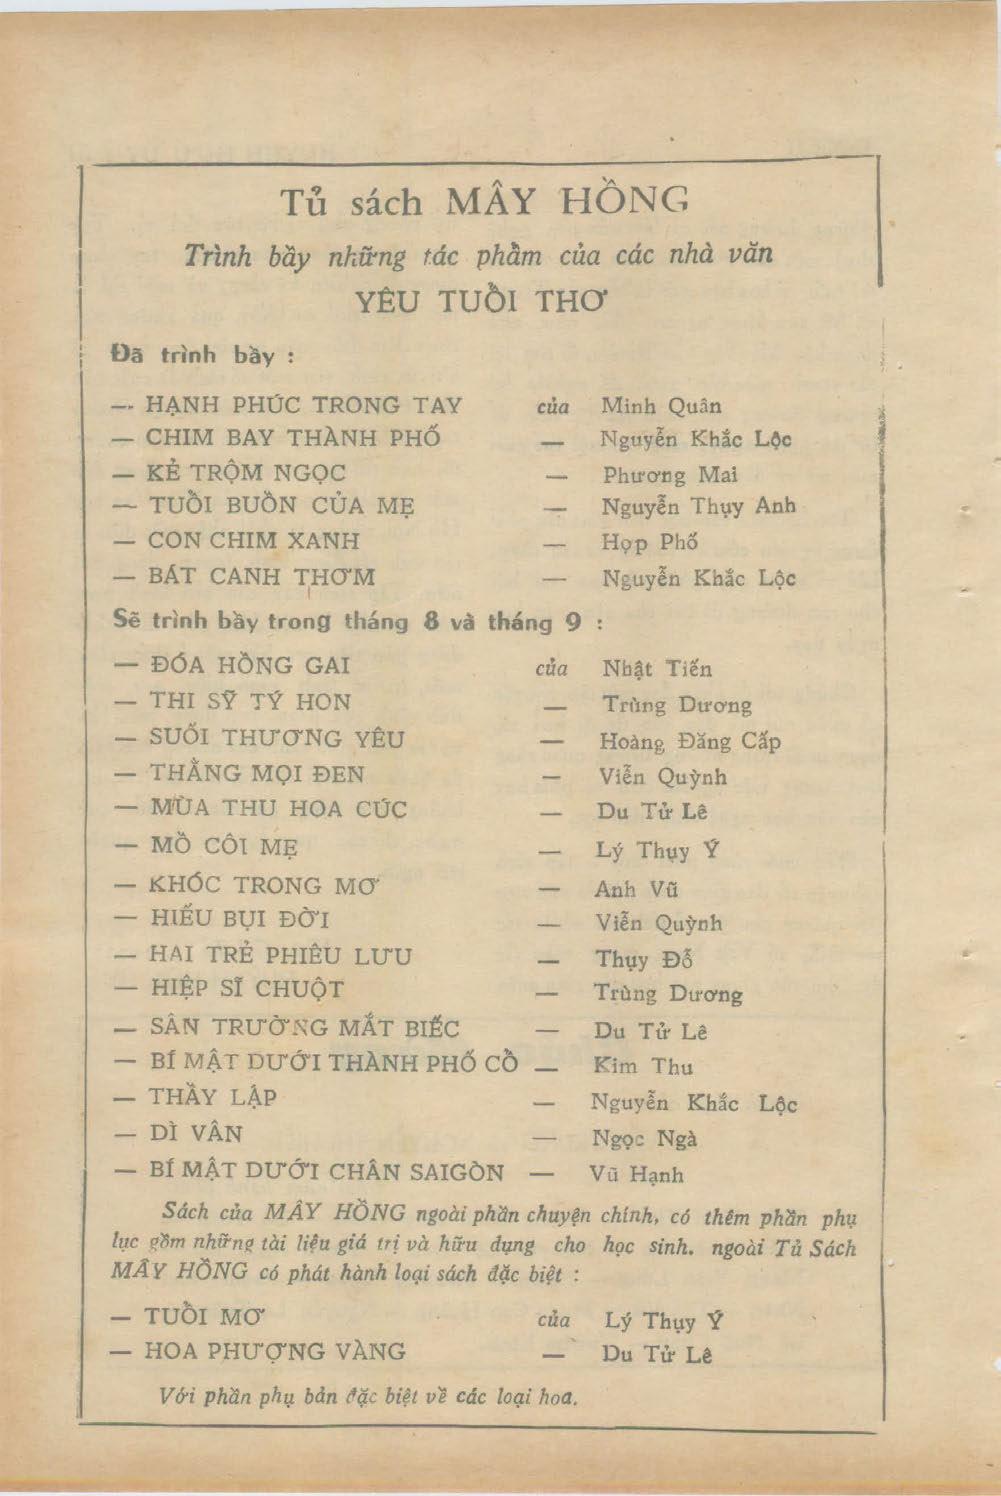 Tủ sách MÂY HỒNG
Trình bầy những tác phẩm của các nhà văn
YÊU TUỒI THƠ
Đã trình bầy :
— HẠNH PHÚC TRONG TAY của Minh Quân
— CHIM BAY THÀNH PHỐ — Nguyễn Khắc Lộc
— KẺ TRỘM NGỌC — Phương Mai
— TUỒI BUỒN CỦA MẸ — Nguyễn Thụy Anh
— CON CHIM XANH — Hợp Phố
— BÁT CANH THƠM — Nguyễn Khắc Lộc
Sẽ trình bầy trong tháng 8 và tháng 9 :
— ĐÓA HỒNG GAI của Nhật Tiến
— THI SỸ TÝ HON — Trùng Dương
— SUỐI THƯƠNG YÊU — Hoàng Đăng Cấp
— THẰNG MỌI ĐEN — Viễn Quỳnh
— MÙA THU HOA CÚC — Du Tử Lê
— MỒ CÔI MẸ — Lý Thụy Ý
— KHÓC TRONG MƠ — Anh Vũ
— HIẾU BỤI ĐỜI — Viễn Quỳnh
— HAI TRẺ PHIÊU LƯU — Thụy Đỗ
— HIỆP SĨ CHUỘT — Trùng Dương
— SÂN TRƯỜNG MẮT BIẾC — Du Tử Lê
— BÍ MẬT DƯỚI THÀNH PHỐ CỒ — Kim Thu
— THẦY LẬP — Nguyễn Khắc Lộc
— DÌ VÂN — Ngọc Ngà
— BÍ MẬT DƯỚI CHÂN SAIGÒN — Vũ Hạnh
Sách của MÂY HỒNG ngoài phần chuyện chính, có thêm phần phụ
lục gồm những tài liệu giá trị và hữu dụng cho học sinh. ngoài Tủ Sách
MÂY HỒNG có phát hành loại sách đặc biệt :
— TUỒI MƠ của Lý Thụy Ý
— HOA PHƯỢNG VÀNG — Du Tử Lê
Với phần phụ bản đặc biệt về các loại hoa.